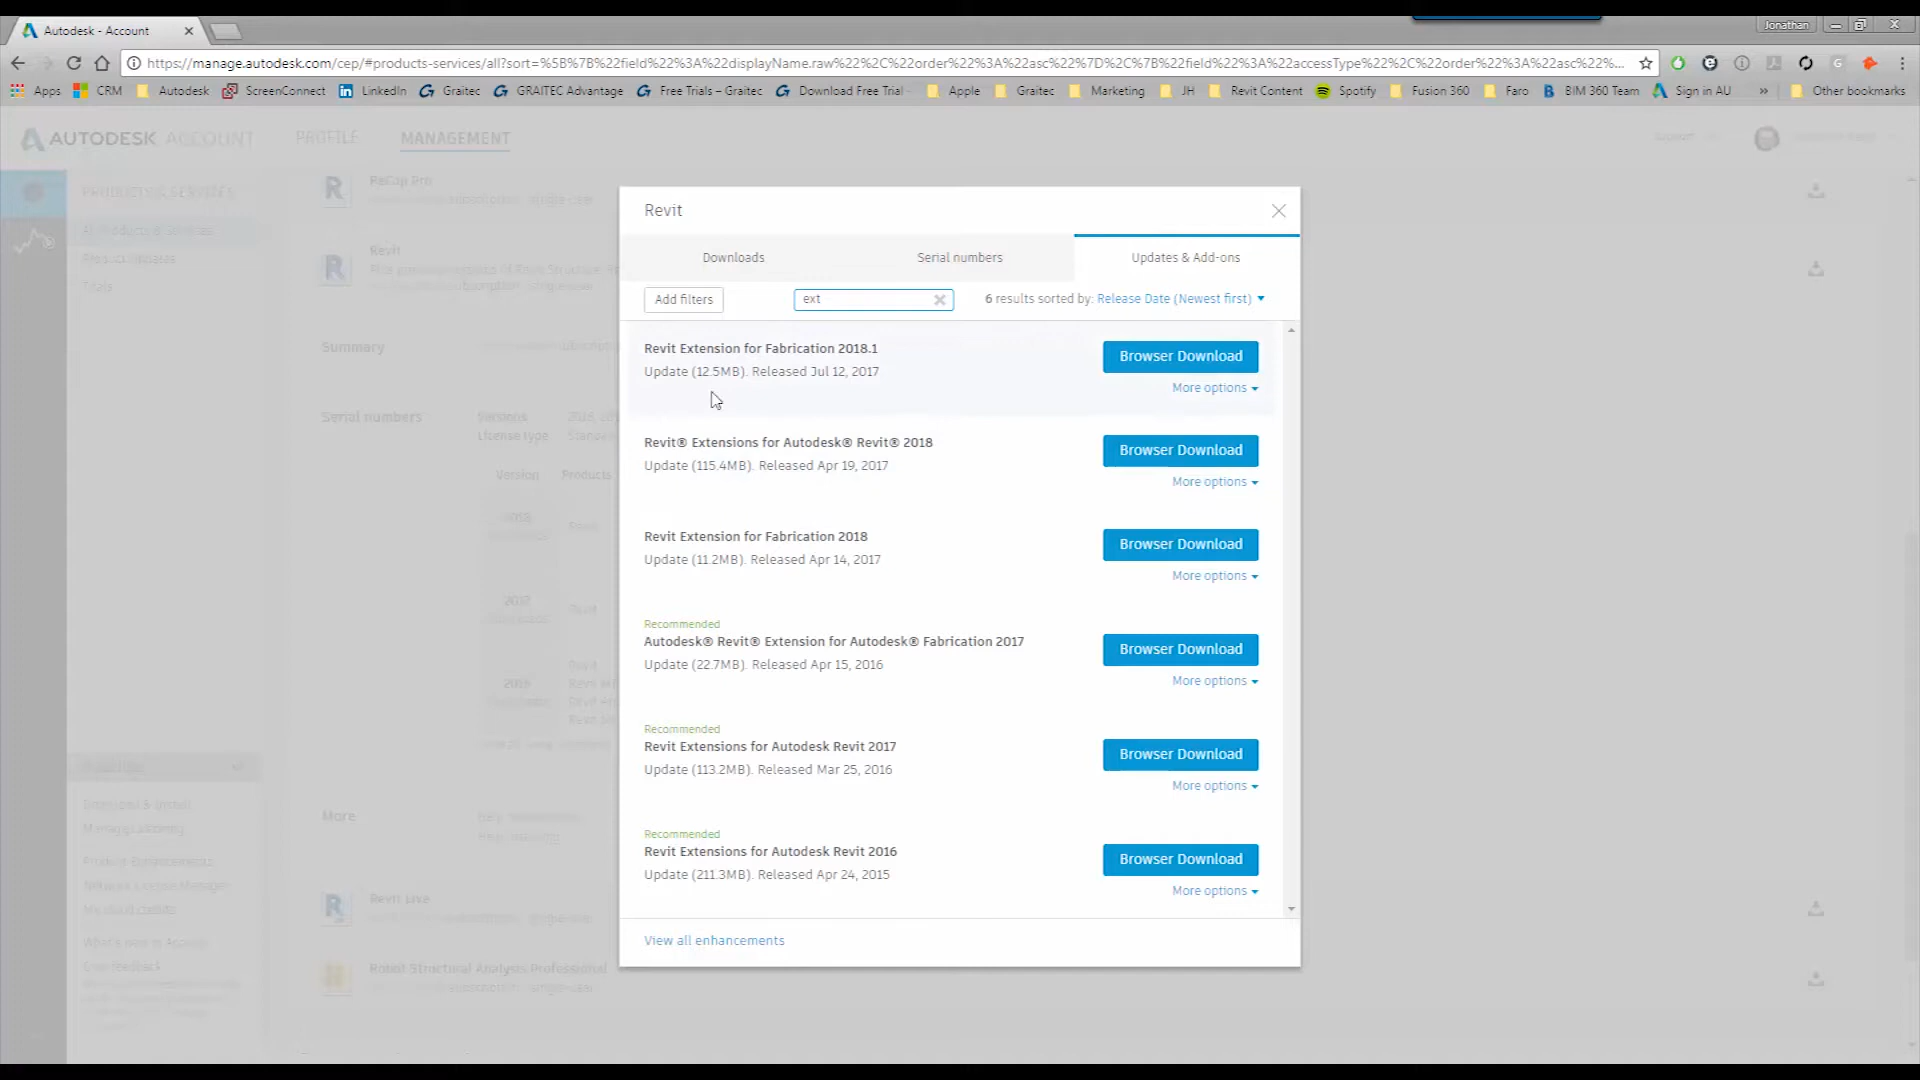 Autodesk - Account
Jonathan
https://manage.autodesk.com/cep/#products-services/all?sort=%5B%7B%22field%22%3A%22displayName.raw%22%2C%22order%22%3A%22asc%22%7D%2C%7B%22field%22%3A%22accessType%22%2C%22order%22%3A%22asc%22%...
Apps CRM Autodesk ScreenConnect LinkedIn Graitec GRAITEC Advantage Free Trials – Graitec Download Free Trial - Apple Graitec Marketing JH Revit Content Spotify Fusion 360 Faro BIM 360 Team Sign in AU » Other bookmarks
AUTODESK ACCOUNT PROFILE MANAGEMENT
PRODUCTS & SERVICES
All Products & Services
ReCap Pro
Revit
Summary
Serial numbers
Versions
License type
Version Products
More
Revit Live
Robot Structural Analysis Professional
Revit
Downloads Serial numbers Updates & Add-ons
Add filters ext 6 results sorted by: Release Date (Newest first)
Revit Extension for Fabrication 2018.1
Update (12.5MB). Released Jul 12, 2017
Browser Download
More options
Revit® Extensions for Autodesk® Revit® 2018
Update (115.4MB). Released Apr 19, 2017
Browser Download
More options
Revit Extension for Fabrication 2018
Update (11.2MB). Released Apr 14, 2017
Browser Download
More options
Recommended
Autodesk® Revit® Extension for Autodesk® Fabrication 2017
Update (22.7MB). Released Apr 15, 2016
Browser Download
More options
Recommended
Revit Extensions for Autodesk Revit 2017
Update (113.2MB). Released Mar 25, 2016
Browser Download
More options
Recommended
Revit Extensions for Autodesk Revit 2016
Update (211.3MB). Released Apr 24, 2015
Browser Download
More options
View all enhancements